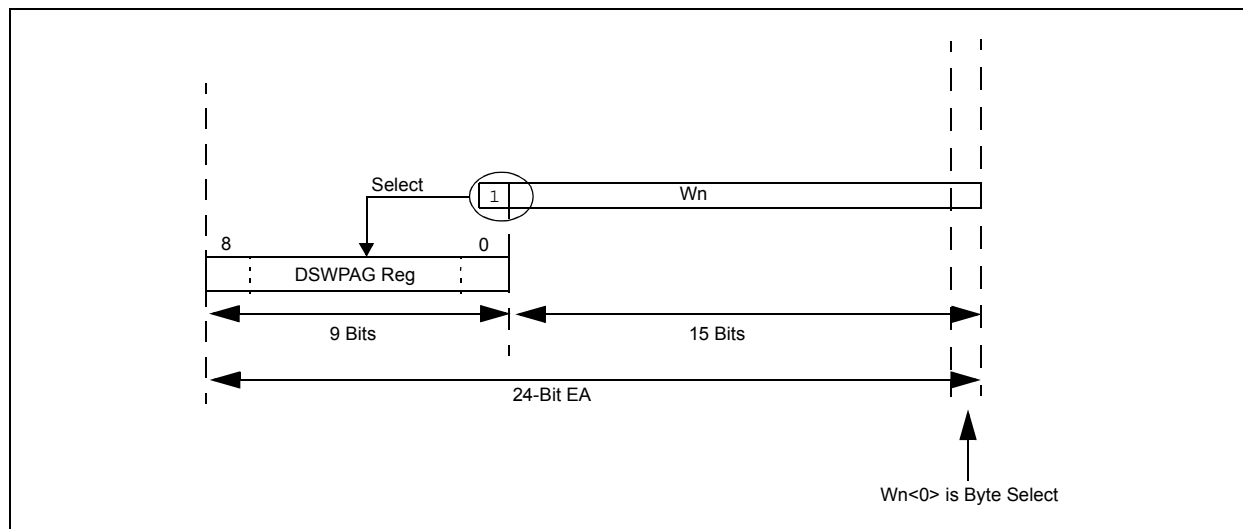 Select
1
Wn
8
0
DSWPAG Reg
9 Bits
15 Bits
24-Bit EA
Wn<0> is Byte Select